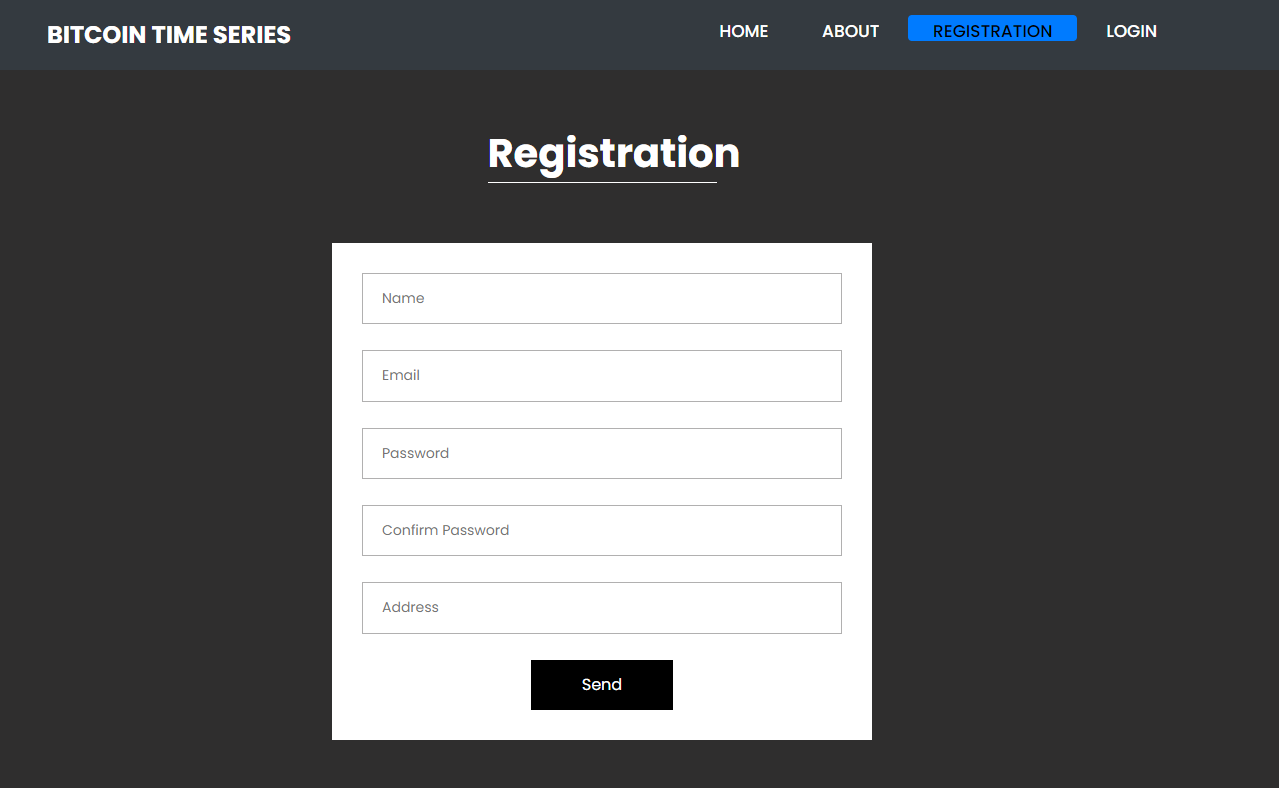 BITCOIN TIME SERIES HOME ABOUT REGISTRATION LOGIN
Registration
Name
Email
Password
Confirm Password
Address
Send